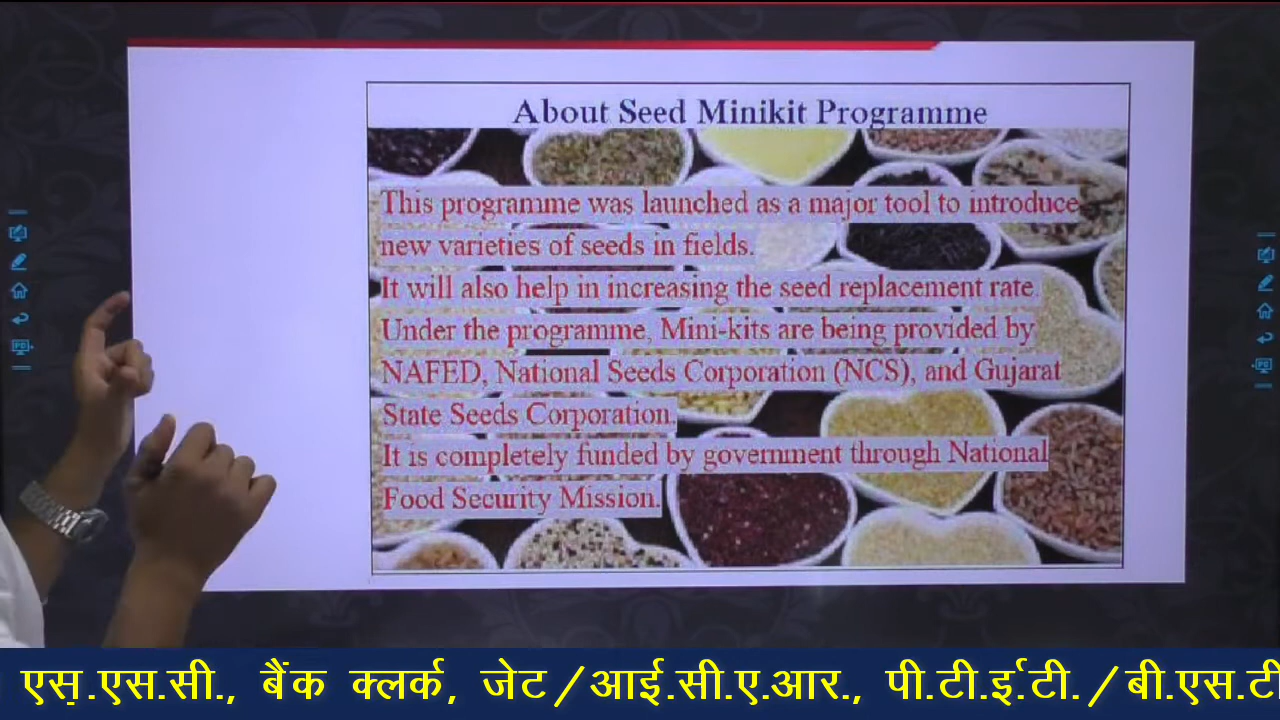 About Seed Minikit Programme
This programme was launched as a major tool to introduce
new varieties of seeds in fields.
It will also help in increasing the seed replacement rate.
Under the programme, Mini-kits are being provided by
NAFED, National Seeds Corporation (NCS), and Gujarat
State Seeds Corporation.
It is completely funded by government through National
Food Security Mission.
एस.एस.सी., बैंक क्लर्क, जेट/आई.सी.ए.आर., पी.टी.ई.टी./बी.एस.टी